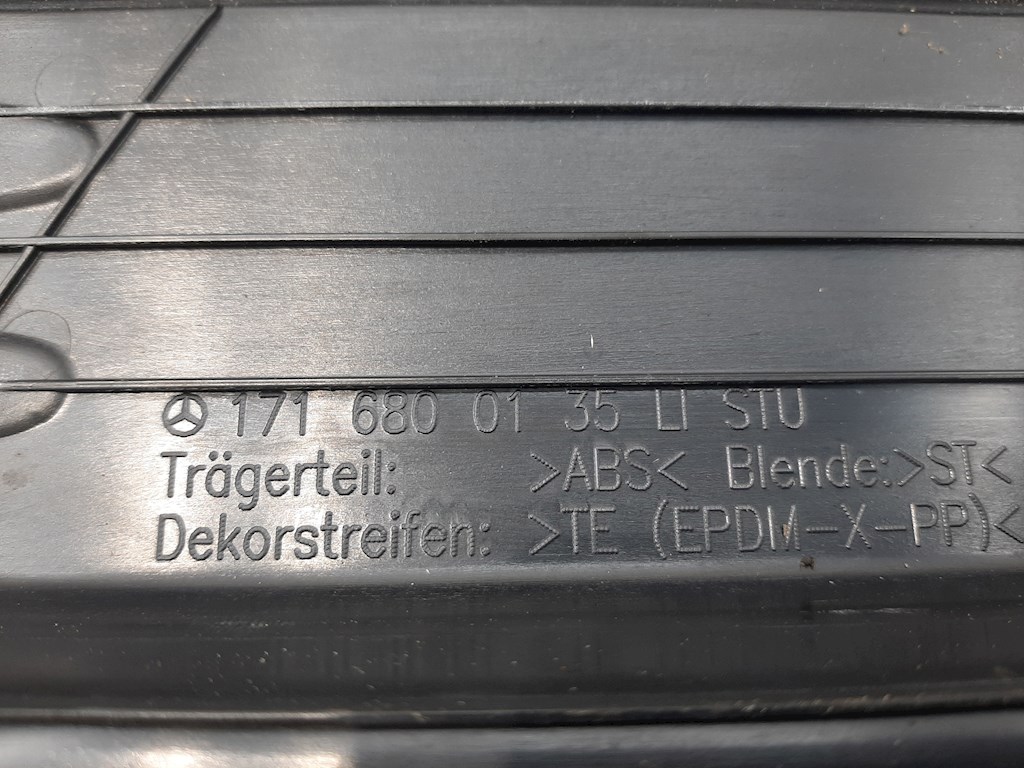 171 680 01 35 LI STU
Trägerteil: >ABS< Blende:>ST<
Dekorstreifen: >TE (EPDM-X-PP)<